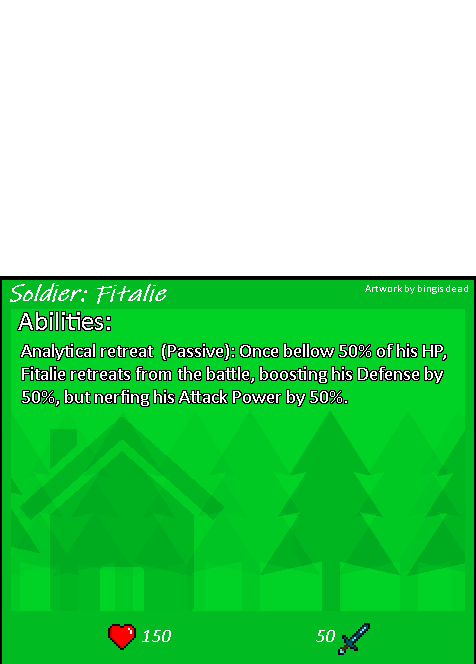 Soldier: Fitalie
Artwork by bingis dead
Abilities:
Analytical retreat (Passive): Once bellow 50% of his HP,
Fitalie retreats from the battle, boosting his Defense by
50%, but nerfing his Attack Power by 50%.
150
50